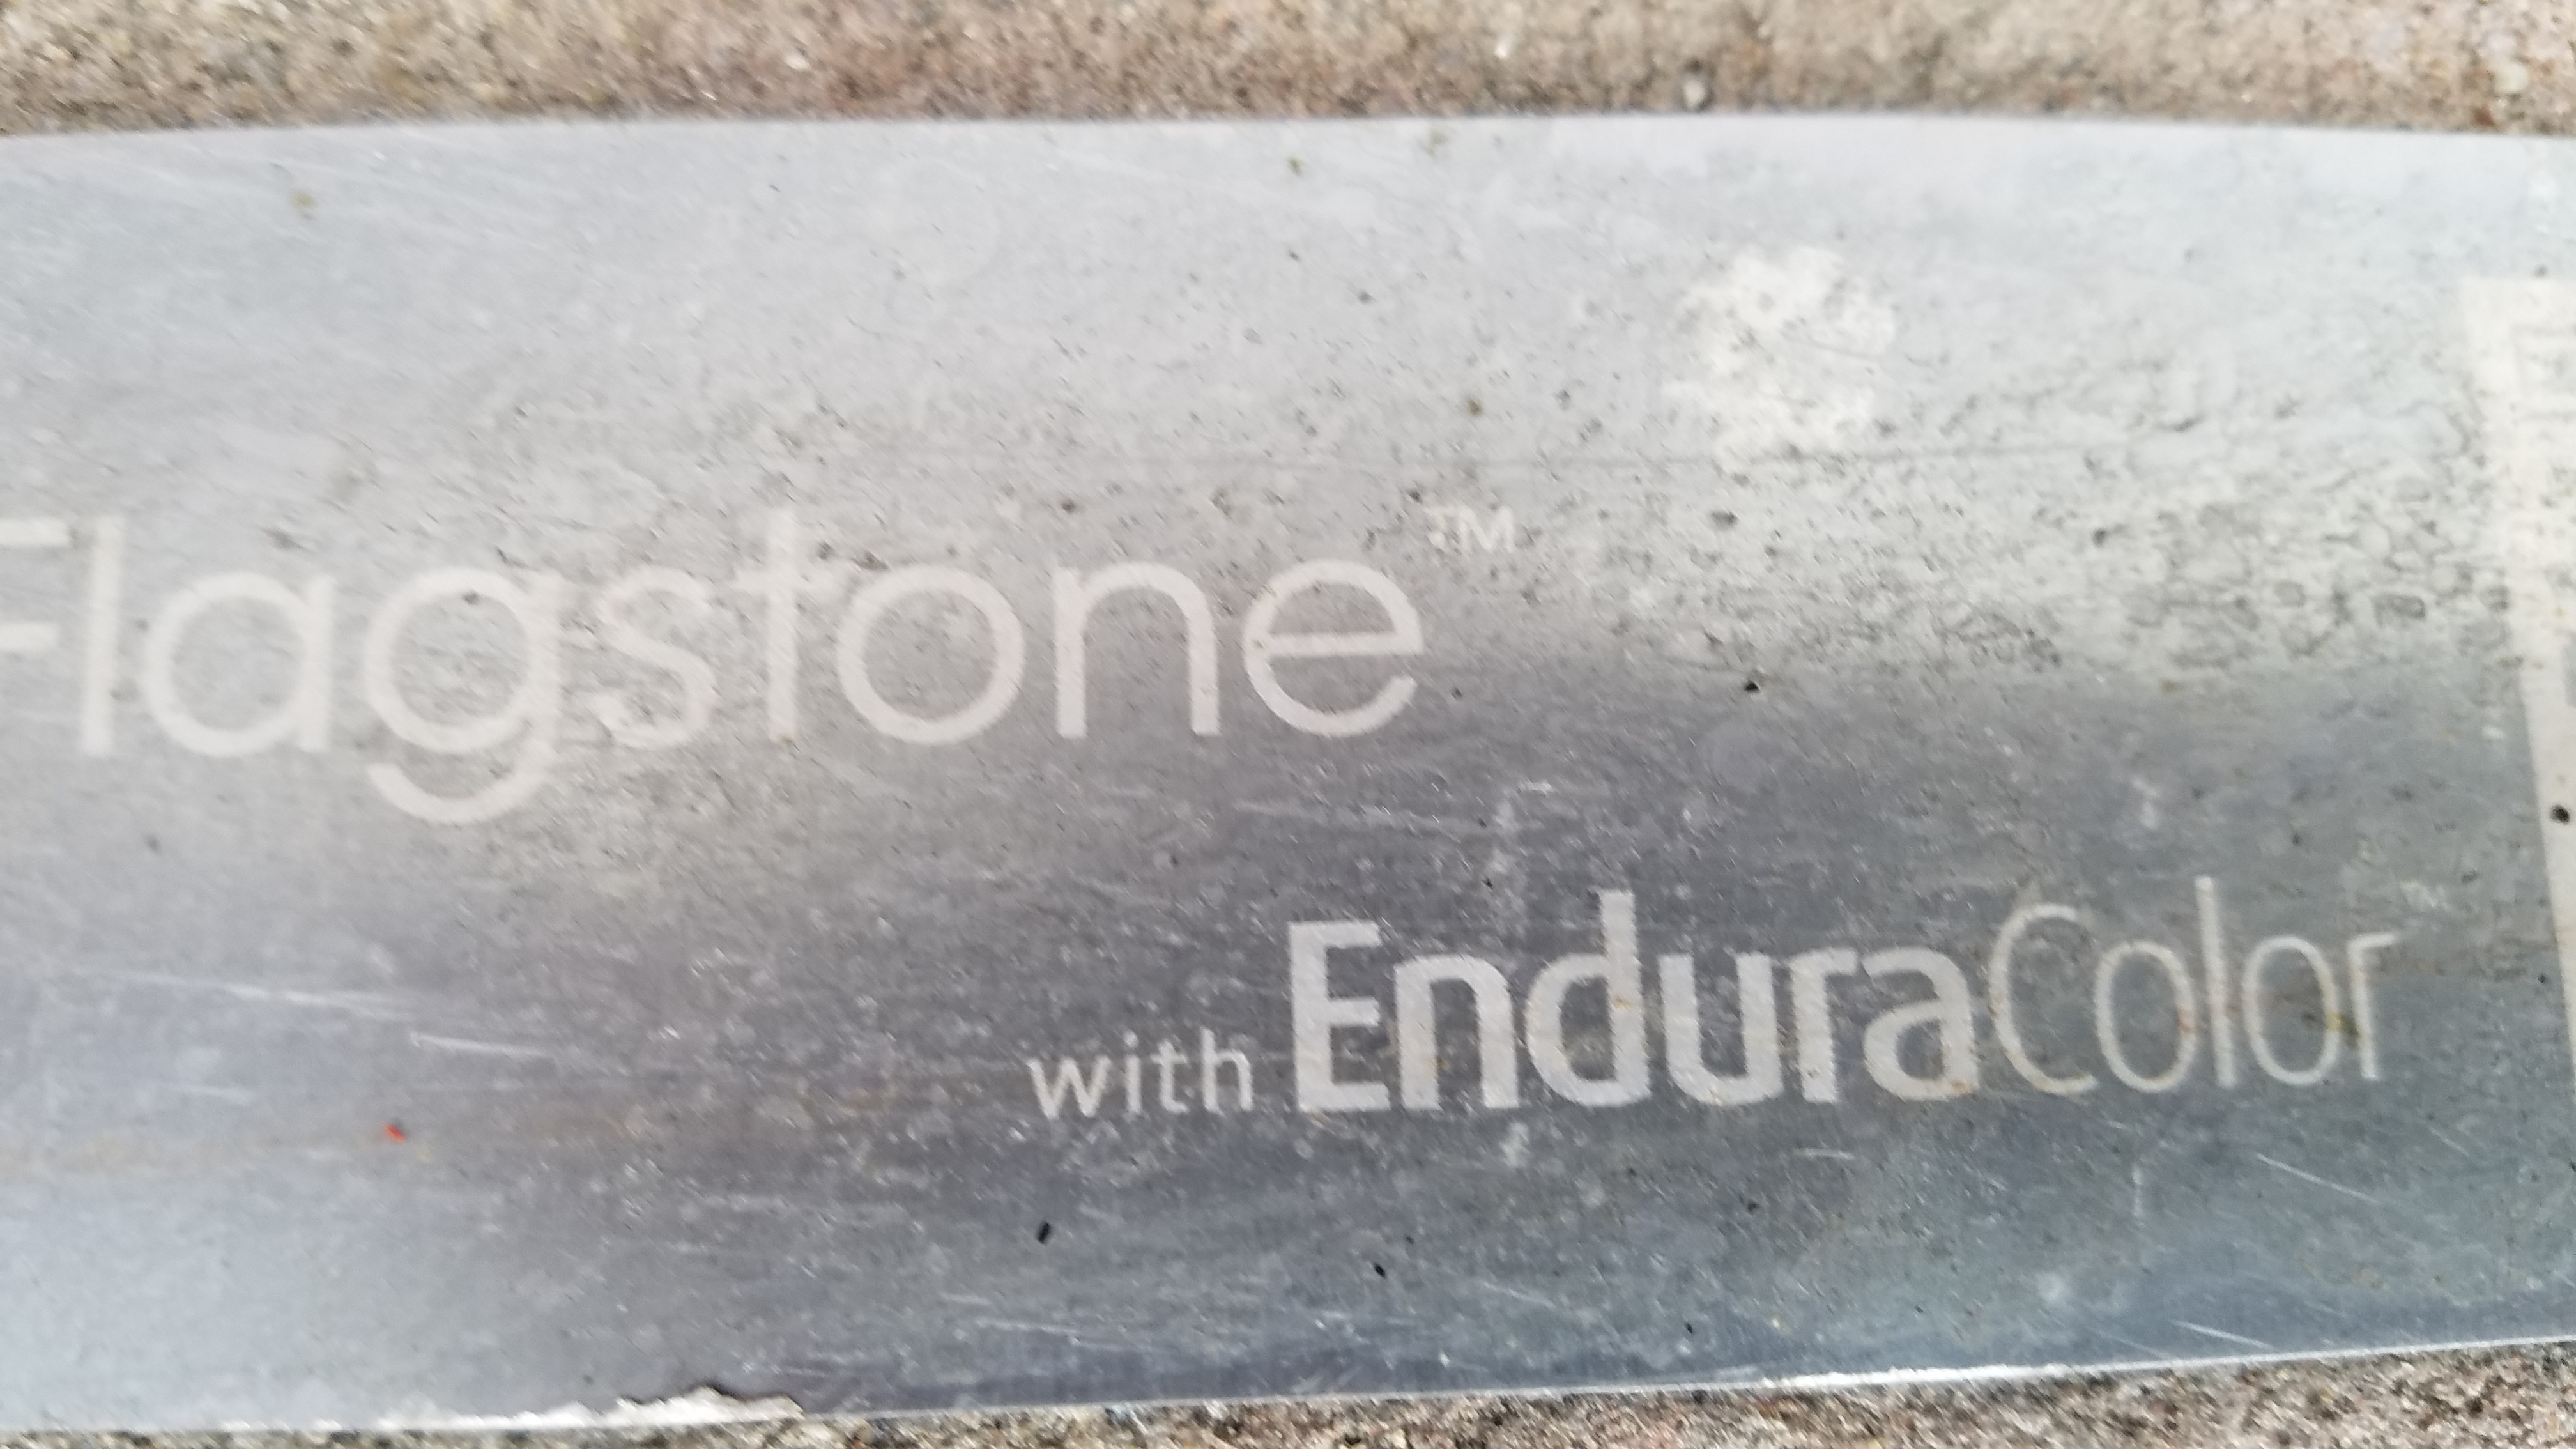 Flagstone™
with EnduraColor